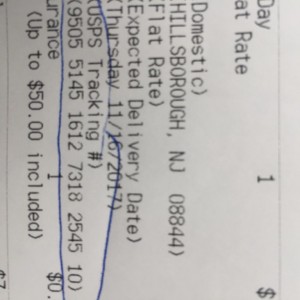 Day
at Rate 1 $
Domestic)
HILLSBOROUGH, NJ 08844)
(Flat Rate)
(Expected Delivery Date)
(Thursday 11/16/2017)
(USPS Tracking #)
(9505 5145 1612 7318 2545 10)
urance 1 $0.
(Up to $50.00 included)